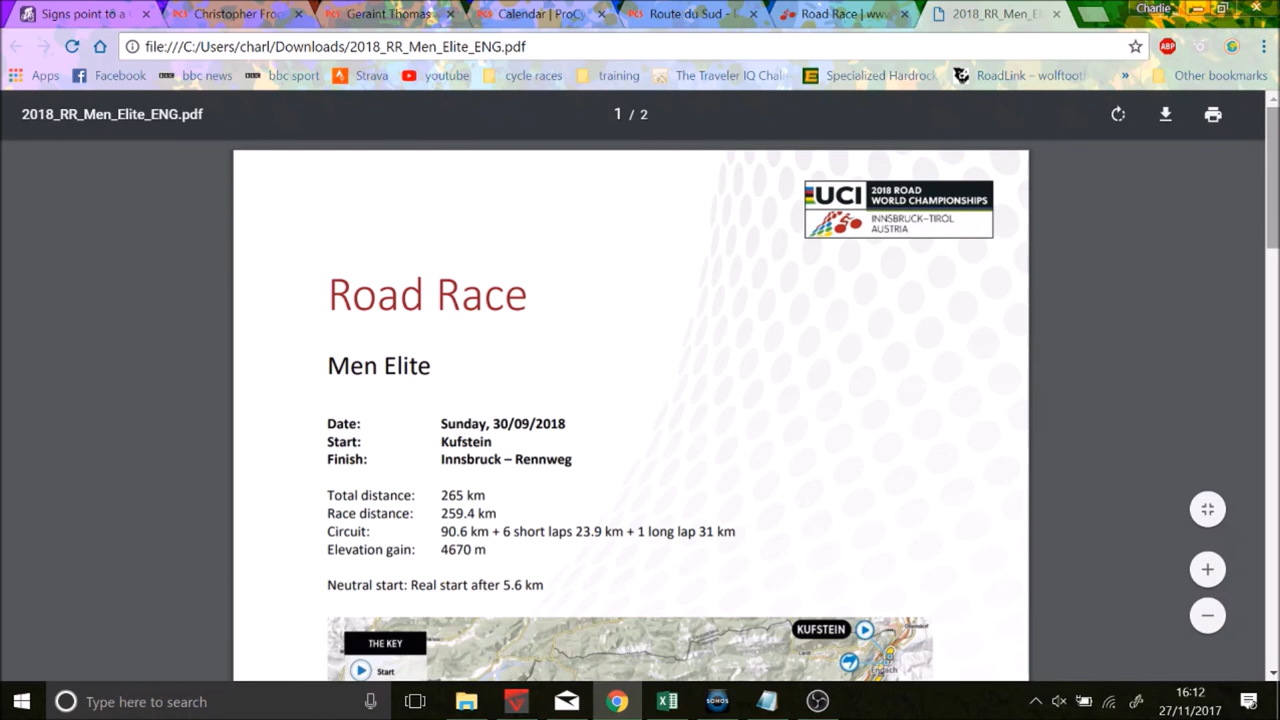 Signs point to a
Christopher Froo
Geraint Thomas
Calendar | ProCy
Route du Sud -
Road Race | www
2018_RR_Men_El
Charlie
file:///C:/Users/charl/Downloads/2018_RR_Men_Elite_ENG.pdf
ABP
Apps
Facebook
bbc news
bbc sport
Strava
youtube
cycle races
training
The Traveler IQ Chall
Specialized Hardrock
RoadLink – wolftoot
»
Other bookmarks
2018_RR_Men_Elite_ENG.pdf
1 / 2
UCI
2018 ROAD
WORLD CHAMPIONSHIPS
INNSBRUCK–TIROL
AUSTRIA
Road Race
Men Elite
Date: Sunday, 30/09/2018
Start: Kufstein
Finish: Innsbruck – Rennweg
Total distance: 265 km
Race distance: 259.4 km
Circuit: 90.6 km + 6 short laps 23.9 km + 1 long lap 31 km
Elevation gain: 4670 m
Neutral start: Real start after 5.6 km
THE KEY
Start
KUFSTEIN
Type here to search
SONOS
16:12
27/11/2017